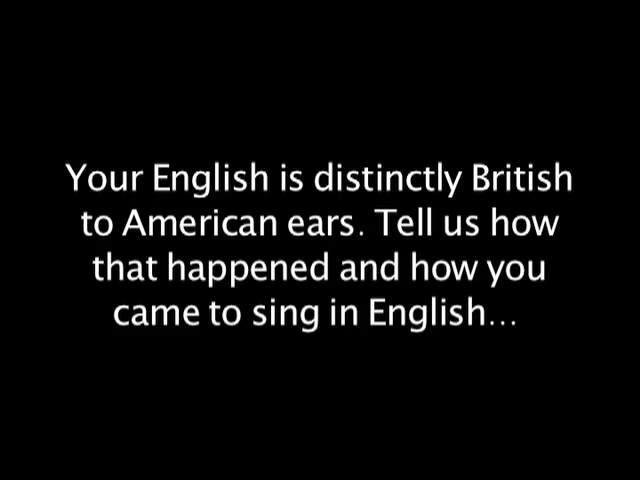 Your English is distinctly British
to American ears. Tell us how
that happened and how you
came to sing in English...